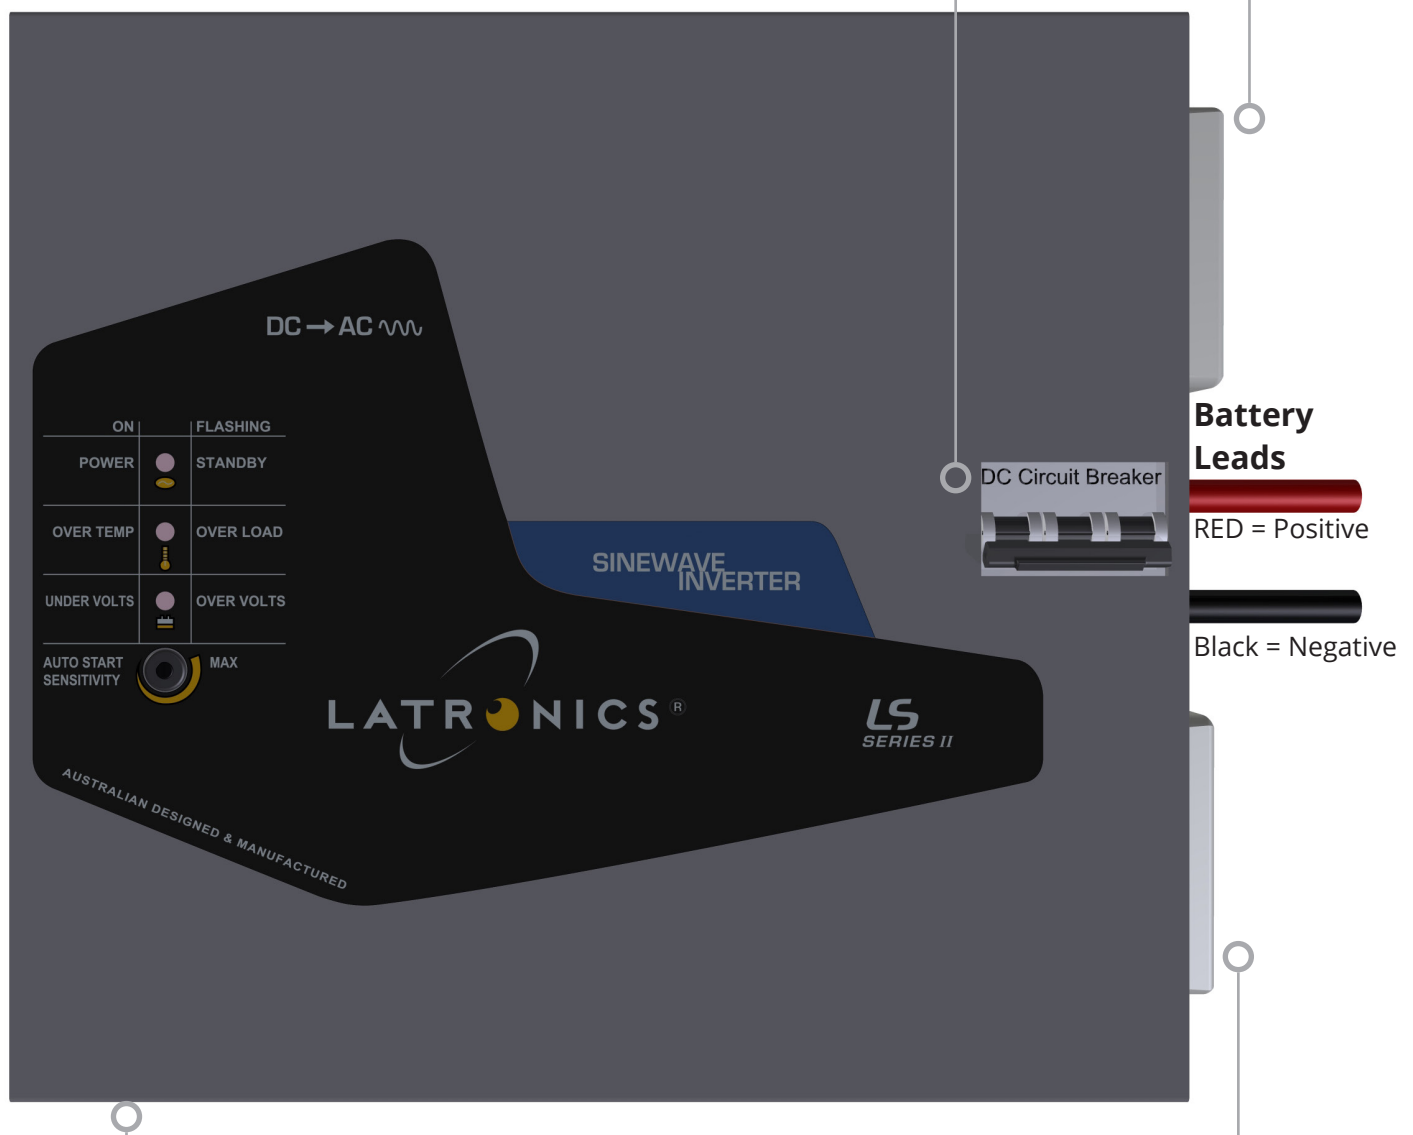 DC → AC
ON FLASHING
POWER STANDBY
OVER TEMP OVER LOAD
UNDER VOLTS OVER VOLTS
AUTO START
SENSITIVITY
MAX
SINEWAVE
INVERTER
LATRONICS®
LS
SERIES II
AUSTRALIAN DESIGNED & MANUFACTURED
DC Circuit Breaker
Battery
Leads
RED = Positive
Black = Negative